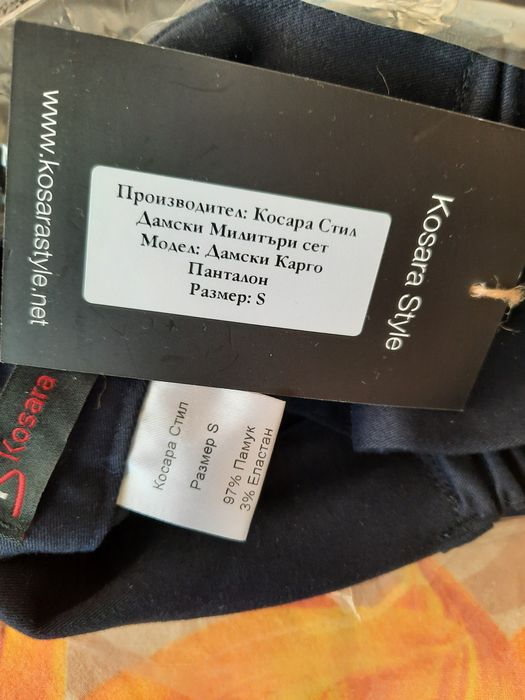 www.kosarastyle.net
Производител: Косара Стил
Дамски Милитъри сет
Модел: Дамски Карго
Панталон
Размер: S
Kosara Style
Kosara
Косара Стил
Размер S
97% Памук
3% Еластан